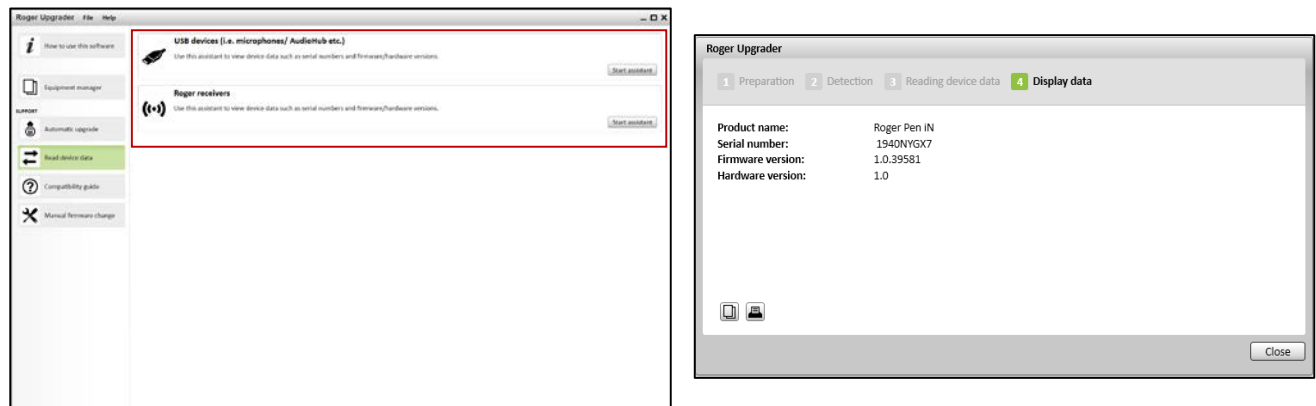 Roger Upgrader File Help
How to use this software
Equipment manager
SUPPORT
Automatic upgrade
Read device data
Compatibility guide
Manual firmware change
USB devices (i.e. microphones/ AudioHub etc.)
Use this assistant to view device data such as serial numbers and firmware/hardware versions.
Start assistant
Roger receivers
Use this assistant to view device data such as serial numbers and firmware/hardware versions.
Start assistant
Roger Upgrader
1 Preparation 2 Detection 3 Reading device data 4 Display data
Product name: Roger Pen iN
Serial number: 1940NYGX7
Firmware version: 1.0.39581
Hardware version: 1.0
Close